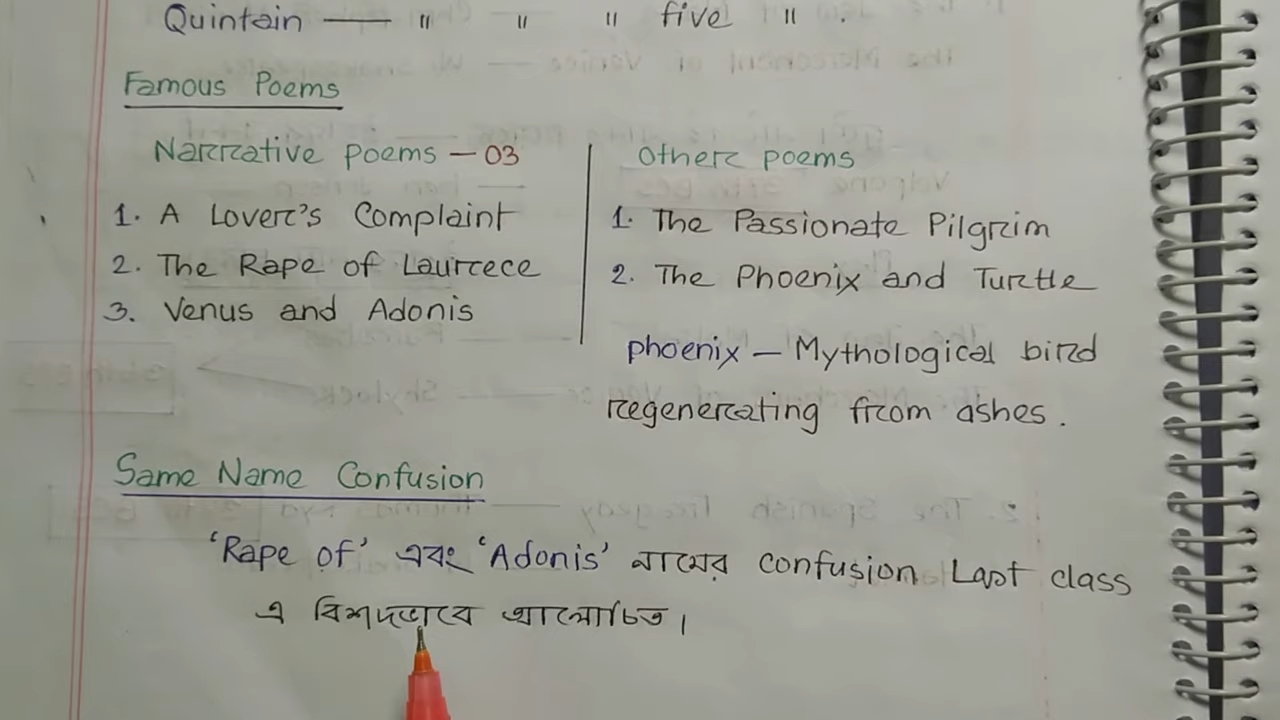 Quintain — " " " five " .
Famous Poems
Narrative poems – 03
1. A Lover's Complaint
2. The Rape of Laurcece
3. Venus and Adonis
Other poems
1. The Passionate Pilgrim
2. The Phoenix and Turtle
phoenix – Mythological bird
regenerating from ashes.
Same Name Confusion
'Rape of' এবং 'Adonis' নামের confusion Last class
এ বিশদভাবে আলোচিত।